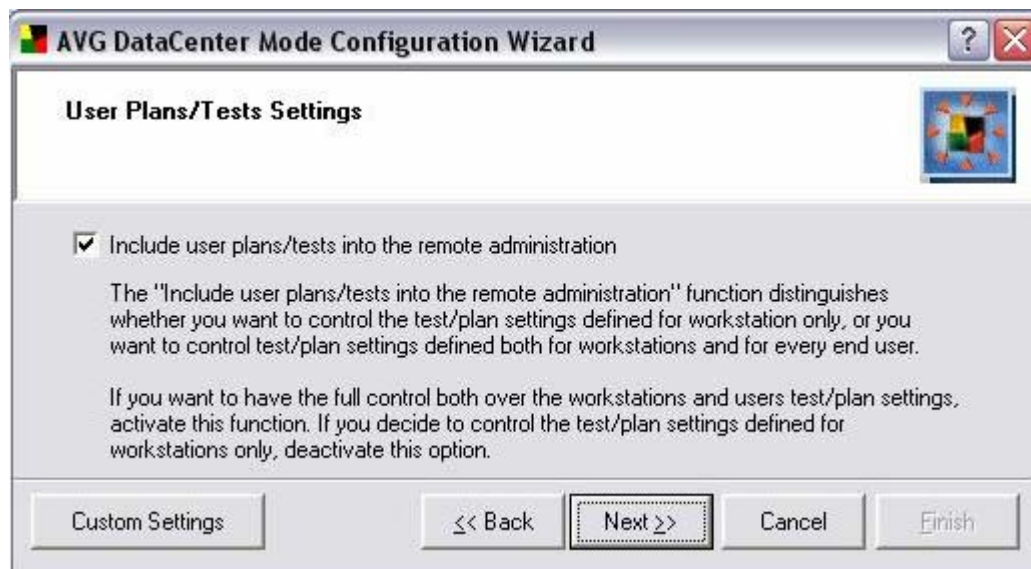 AVG DataCenter Mode Configuration Wizard
User Plans/Tests Settings
Include user plans/tests into the remote administration
The "Include user plans/tests into the remote administration" function distinguishes
whether you want to control the test/plan settings defined for workstation only, or you
want to control test/plan settings defined both for workstations and for every end user.
If you want to have the full control both over the workstations and users test/plan settings,
activate this function. If you decide to control the test/plan settings defined for
workstations only, deactivate this option.
Custom Settings << Back Next >> Cancel Finish